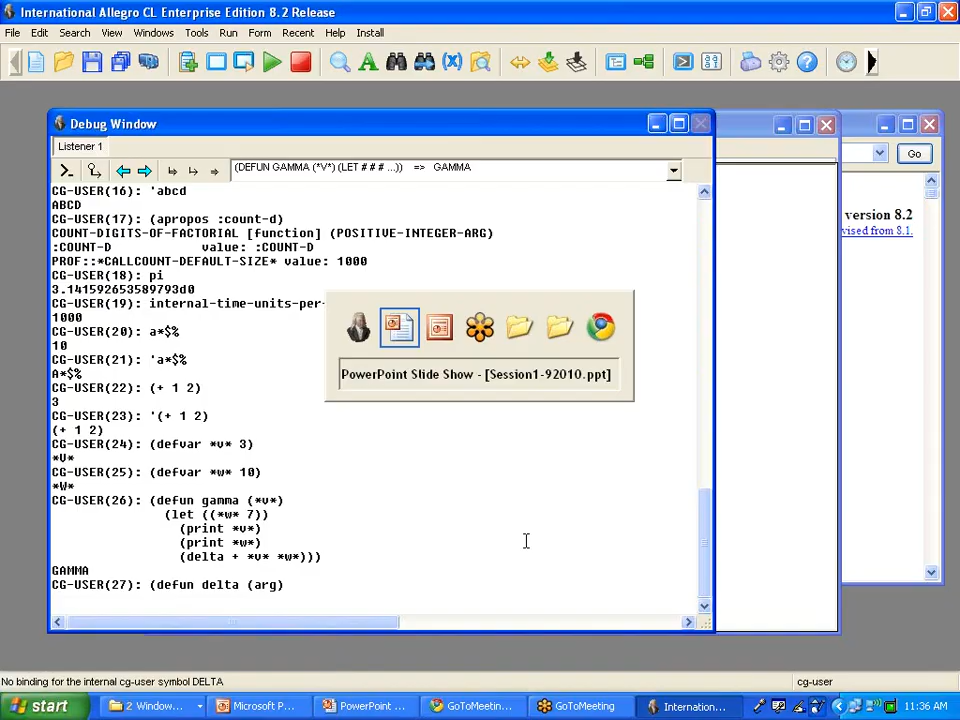 International Allegro CL Enterprise Edition 8.2 Release
File Edit Search View Windows Tools Run Form Recent Help Install
Debug Window
Listener 1
(DEFUN GAMMA (*V*) (LET # # # ...)) => GAMMA
Go
CG-USER(16): 'abcd
ABCD
CG-USER(17): (apropos :count-d)
COUNT-DIGITS-OF-FACTORIAL [function] (POSITIVE-INTEGER-ARG)
:COUNT-D value: :COUNT-D
PROF::*CALLCOUNT-DEFAULT-SIZE* value: 1000
CG-USER(18): pi
3.141592653589793d0
CG-USER(19): internal-time-units-per-
1000
CG-USER(20): a*$%
10
CG-USER(21): 'a*$%
A*$%
CG-USER(22): (+ 1 2)
3
CG-USER(23): '(+ 1 2)
(+ 1 2)
CG-USER(24): (defvar *v* 3)
*V*
CG-USER(25): (defvar *w* 10)
*W*
CG-USER(26): (defun gamma (*v*)
(let ((*w* 7))
(print *v*)
(print *w*)
(delta + *v* *w*)))
GAMMA
CG-USER(27): (defun delta (arg)
version 8.2
vised from 8.1.
PowerPoint Slide Show - [Session1-92010.ppt]
No binding for the internal cg-user symbol DELTA
cg-user
start
2 Window...
Microsoft P...
PowerPoint ...
GoToMeetin...
GoToMeeting
Internation...
11:36 AM